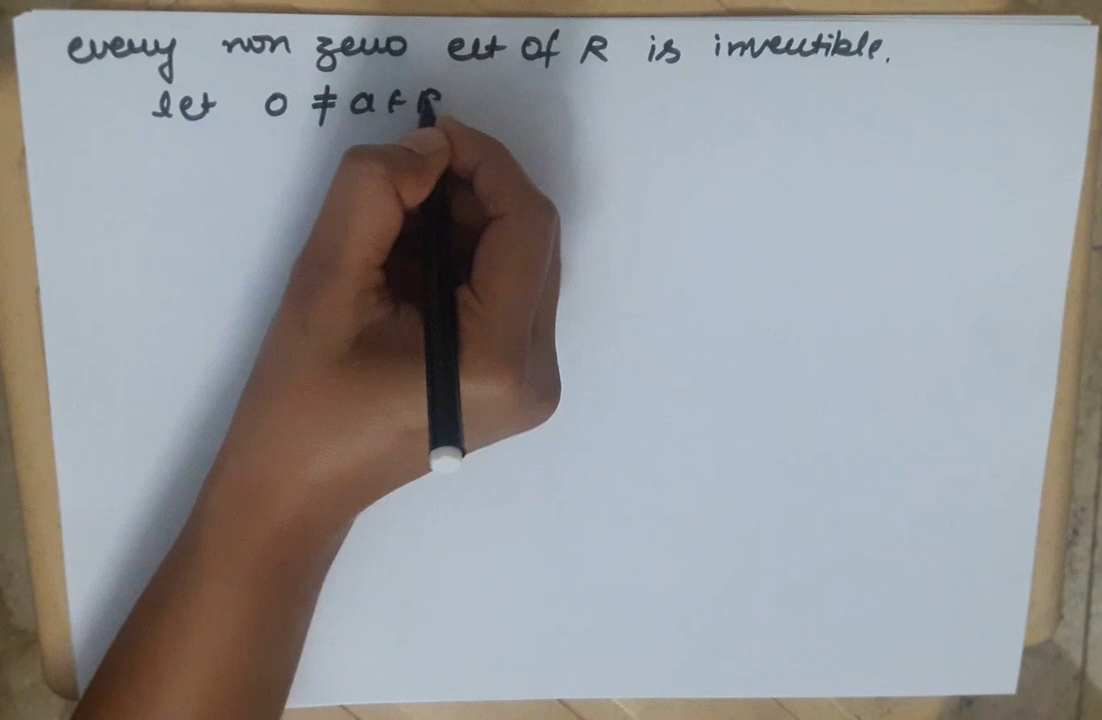 every non zero elt of R is invertible.
let 0 ≠ a ∈ R